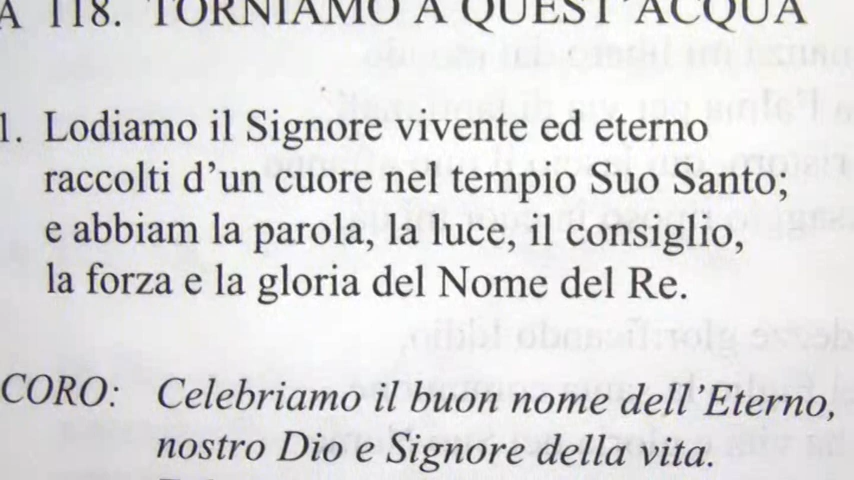 A 118. TORNIAMO A QUEST'ACQUA
1. Lodiamo il Signore vivente ed eterno
raccolti d'un cuore nel tempio Suo Santo;
e abbiam la parola, la luce, il consiglio,
la forza e la gloria del Nome del Re.
CORO: Celebriamo il buon nome dell'Eterno,
nostro Dio e Signore della vita.